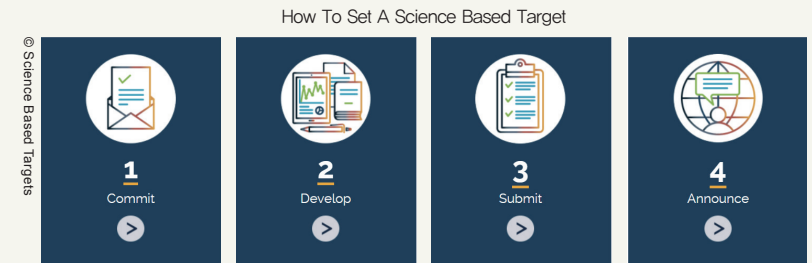 How To Set A Science Based Target
© Science Based Targets
1
Commit
>
2
Develop
>
3
Submit
>
4
Announce
>